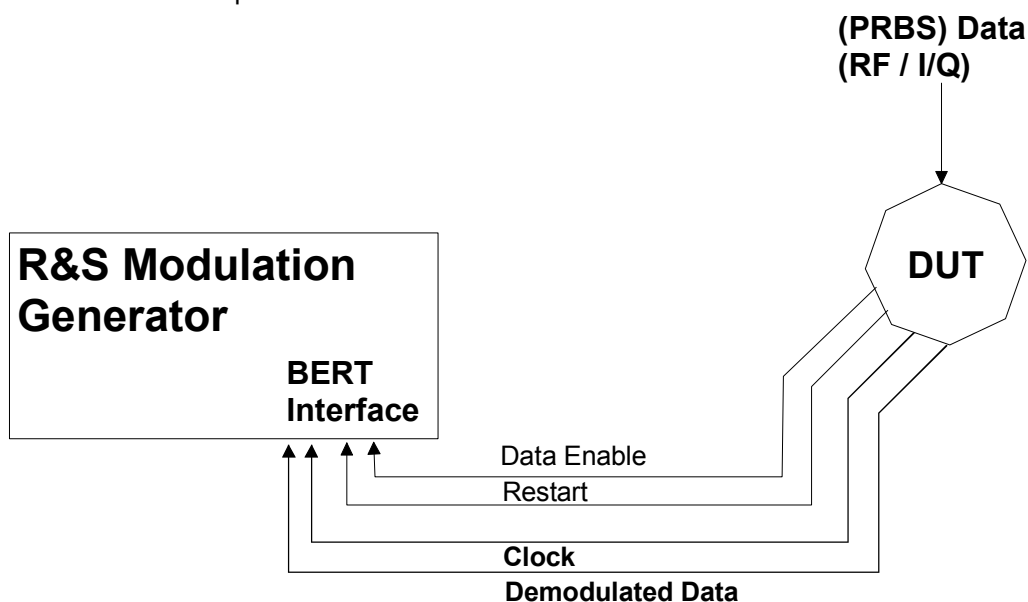 (PRBS) Data
(RF / I/Q)
R&S Modulation
Generator
DUT
BERT
Interface
Data Enable
Restart
Clock
Demodulated Data